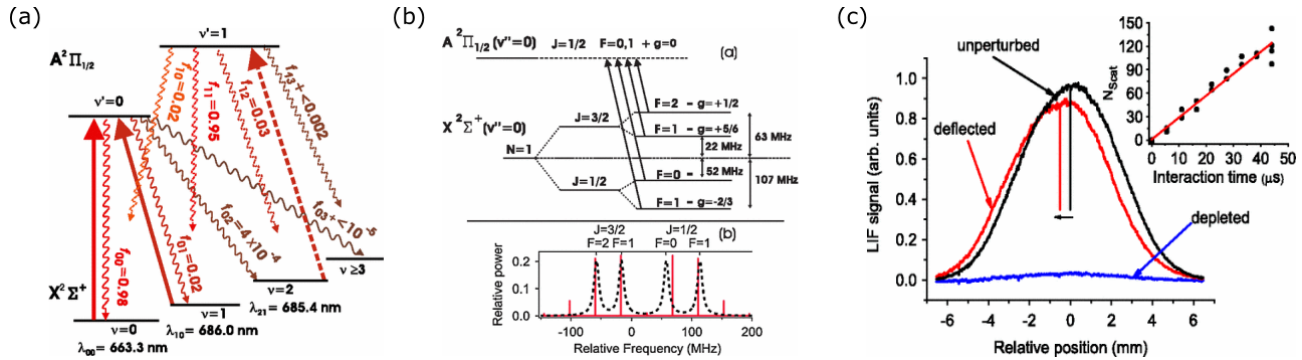 (a)
v'=1
A²Π₁/₂
v'=0
f₁₀=0.02
f₁₁=0.95
f₁₂=0.03
f₁₃+<0.002
f₀₀=0.98
f₀₁=0.02
f₀₂=4×10⁻⁴
f₀₃+<10⁻⁵
X²Σ⁺
v≥3
v=2
λ₂₁= 685.4 nm
v=1
λ₁₀= 686.0 nm
v=0
λ₀₀= 663.3 nm
(b)
A ²Π₁/₂(v''=0) J=1/2 F=0,1 + g=0
(a)
X ²Σ⁺(v''=0)
N=1
J=3/2
J=1/2
F=2 – g=+1/2
F=1 – g=+5/6
22 MHz
63 MHz
F=0 –
52 MHz
107 MHz
F=1 – g=-2/3
(b)
J=3/2 J=1/2
F=2 F=1 F=0 F=1
Relative power
0.2
0.1
0.0
-100 0 100 200
Relative Frequency (MHz)
(c)
LIF signal (arb. units)
1.0
0.8
0.6
0.4
0.2
0.0
unperturbed
deflected
depleted
-6 -4 -2 0 2 4 6
Relative position (mm)
N_Scat
150
120
90
60
30
0
0 10 20 30 40 50
Interaction time (μs)